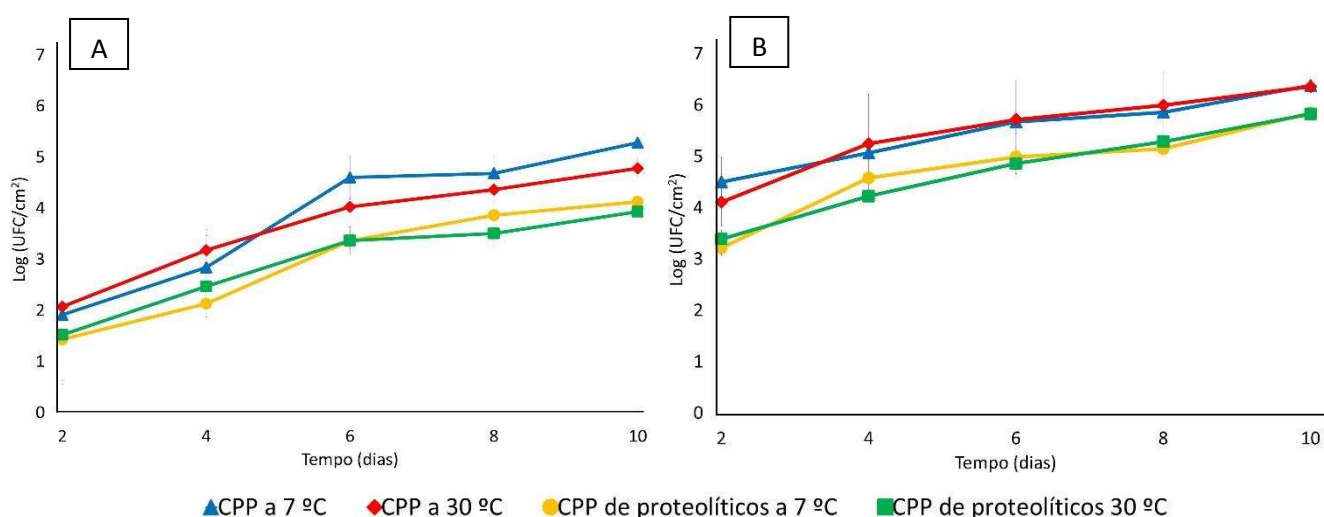 A
7
6
5
4
3
2
1
0
Log (UFC/cm²)
2 4 6 8 10
Tempo (dias)
B
7
6
5
4
3
2
1
0
Log (UFC/cm²)
2 4 6 8 10
Tempo (dias)
CPP a 7 ºC CPP a 30 ºC CPP de proteolíticos a 7 ºC CPP de proteolíticos 30 ºC